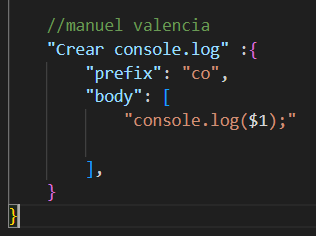 //manuel valencia
"Crear console.log" :{
"prefix": "co",
"body": [
"console.log($1);"
],
}
}